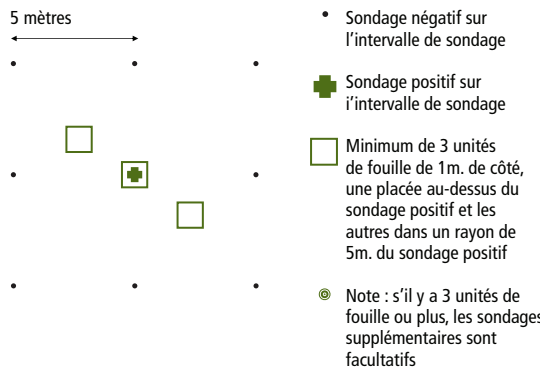 5 mètres
Sondage négatif sur
l'intervalle de sondage
Sondage positif sur
i'intervalle de sondage
Minimum de 3 unités
de fouille de 1m. de côté,
une placée au-dessus du
sondage positif et les
autres dans un rayon de
5m. du sondage positif
Note : s'il y a 3 unités de
fouille ou plus, les sondages
supplémentaires sont
facultatifs